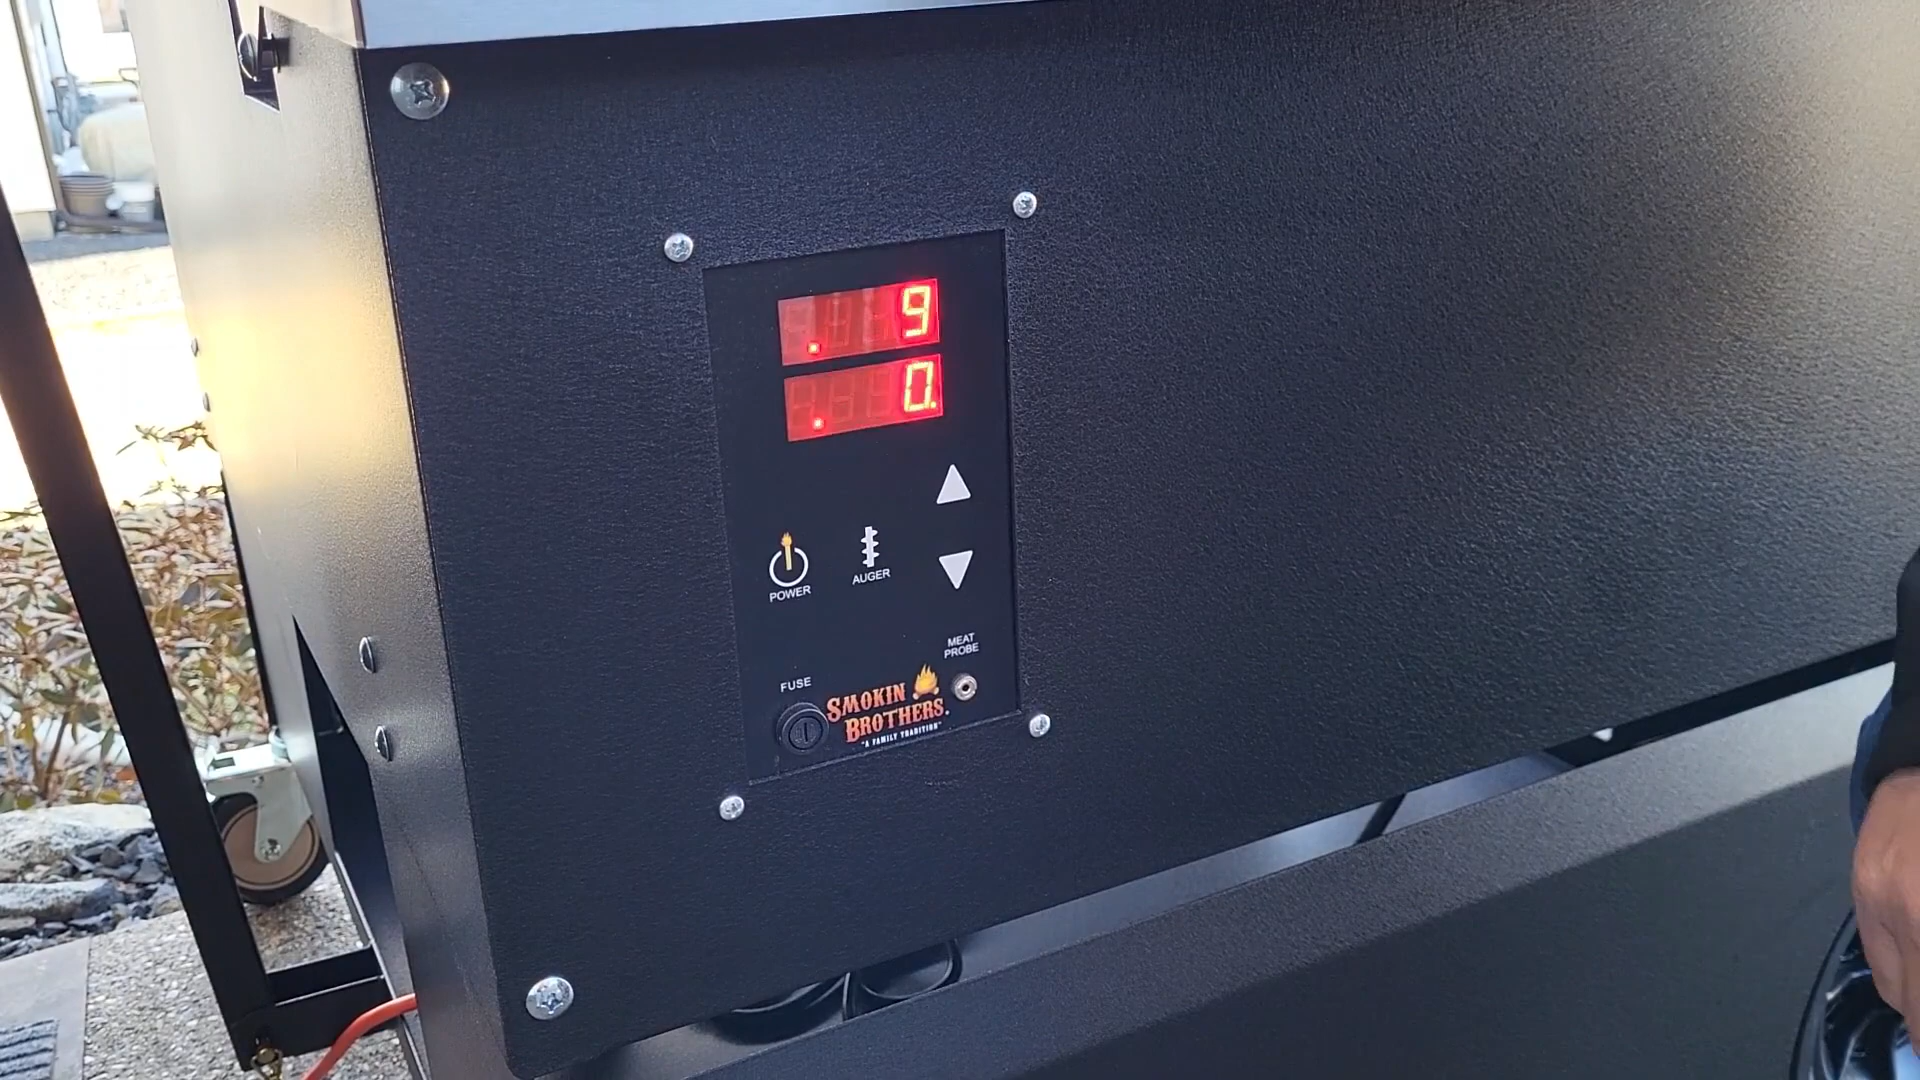 . 9
. 0.
POWER
AUGER
MEAT
PROBE
FUSE
SMOKIN
BROTHERS.
"A FAMILY TRADITION"